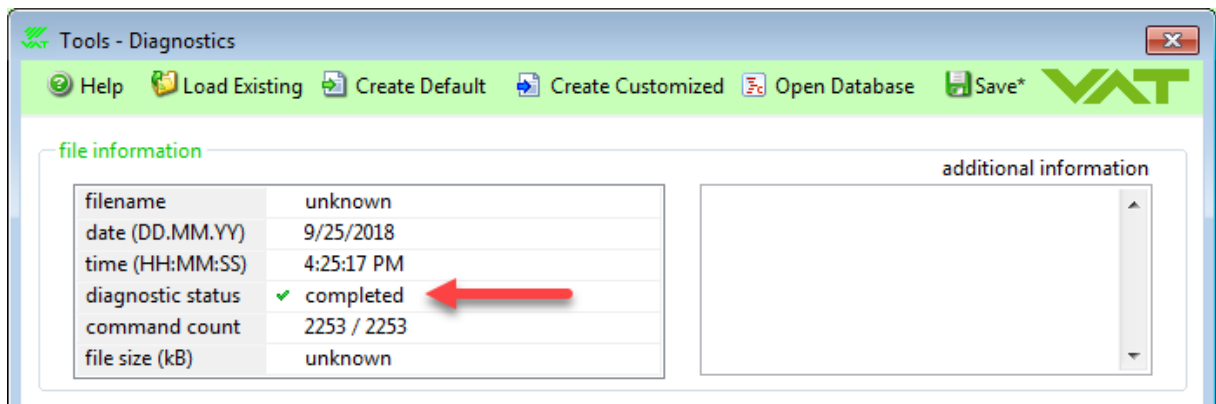 VAT Tools - Diagnostics
Help Load Existing Create Default Create Customized Open Database Save* VAT
file information
additional information
filename unknown
date (DD.MM.YY) 9/25/2018
time (HH:MM:SS) 4:25:17 PM
diagnostic status completed
command count 2253 / 2253
file size (kB) unknown